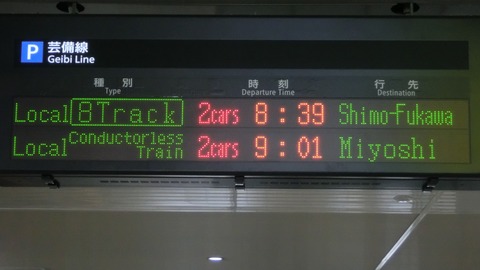 P 芸備線
Geibi Line
種別 時刻 行先
Type Departure Time Destination
Local 8Track 2cars 8:39 Shimo-Fukawa
Local Conductorless Train 2cars 9:01 Miyoshi